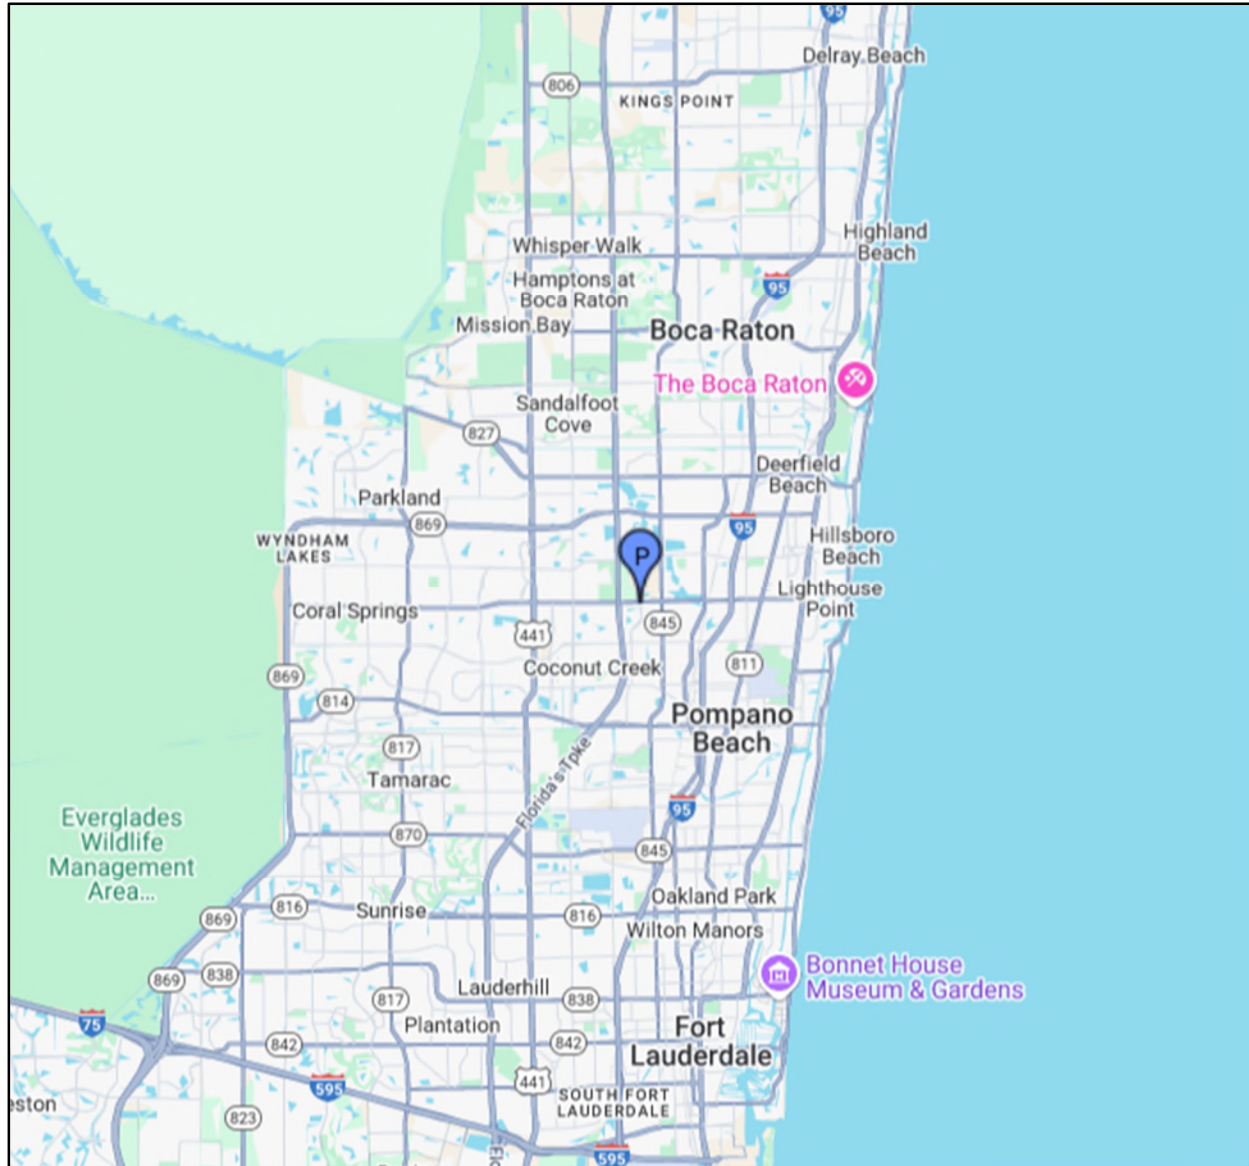 95
Delray Beach
806
KINGS POINT
Highland
Beach
Whisper Walk
Hamptons at
Boca Raton
95
Mission Bay
Boca Raton
The Boca Raton
Sandalfoot
Cove
827
Deerfield
Beach
Parkland
869
95
WYNDHAM
LAKES
Hillsboro
Beach
P
Lighthouse
Point
Coral Springs
845
441
Coconut Creek
811
869
814
Pompano
Beach
817
Florida's Tpke
Tamarac
95
Everglades
Wildlife
Management
Area...
870
845
Oakland Park
816
Sunrise
816
869
Wilton Manors
838
869
Bonnet House
Museum & Gardens
Lauderhill
817
838
75
Plantation
Fort
Lauderdale
842
842
595
441
SOUTH FORT
LAUDERDALE
eston
823
Flo
595